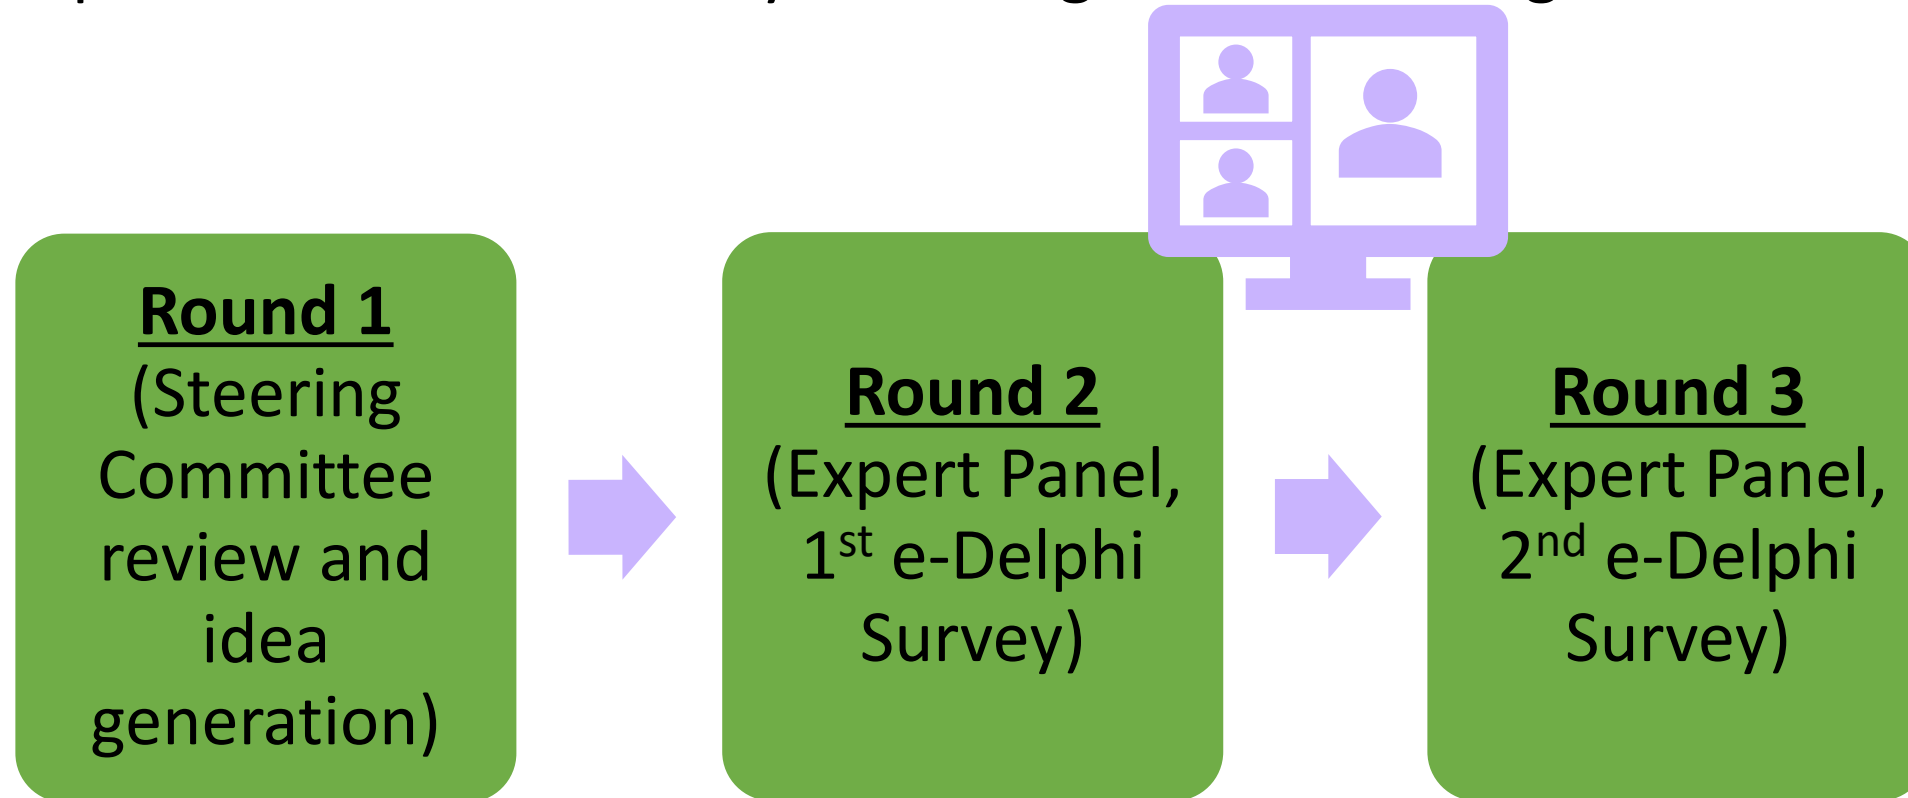 Round 1
(Steering
Committee
review and
idea
generation)
Round 2
(Expert Panel,
1st e-Delphi
Survey)
Round 3
(Expert Panel,
2nd e-Delphi
Survey)